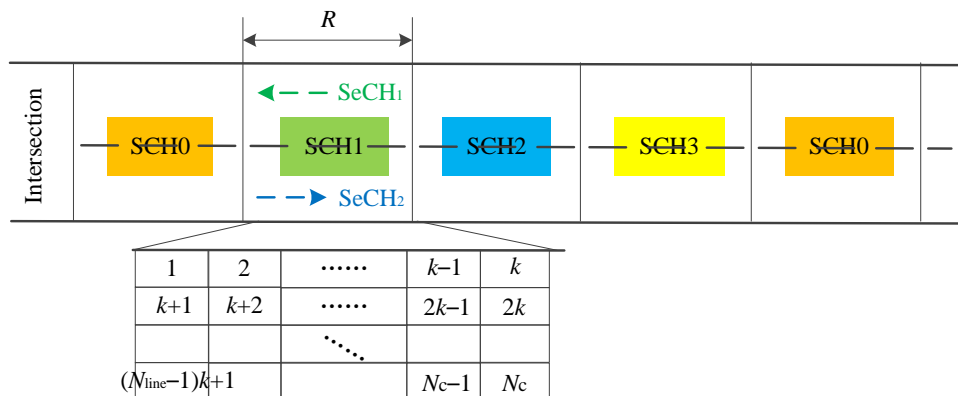 R
Intersection
SeCH₁
SCH0 SCH1 SCH2 SCH3 SCH0
SeCH₂
1 2 ...... k−1 k
k+1 k+2 ...... 2k−1 2k
......
(Nline−1)k+1 Nc−1 Nc